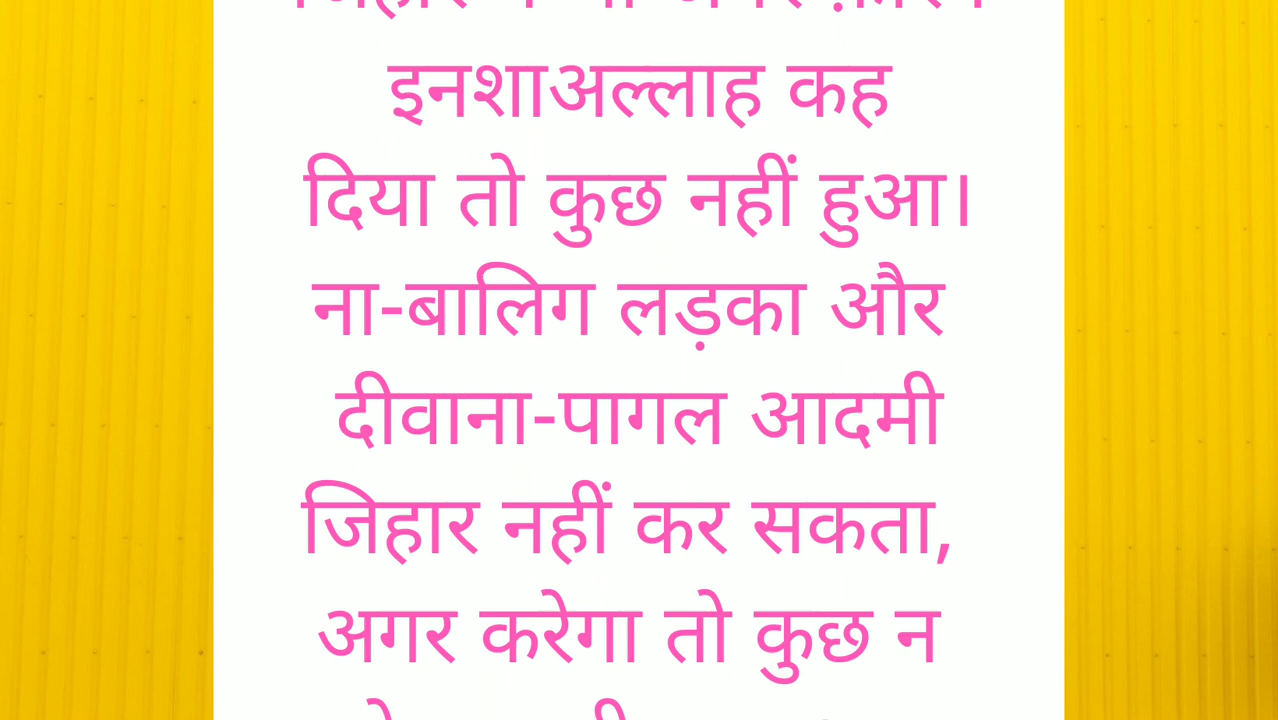 इनशाअल्लाह कह
दिया तो कुछ नहीं हुआ।
ना-बालिग लड़का और
दीवाना-पागल आदमी
जिहार नहीं कर सकता,
अगर करेगा तो कुछ न